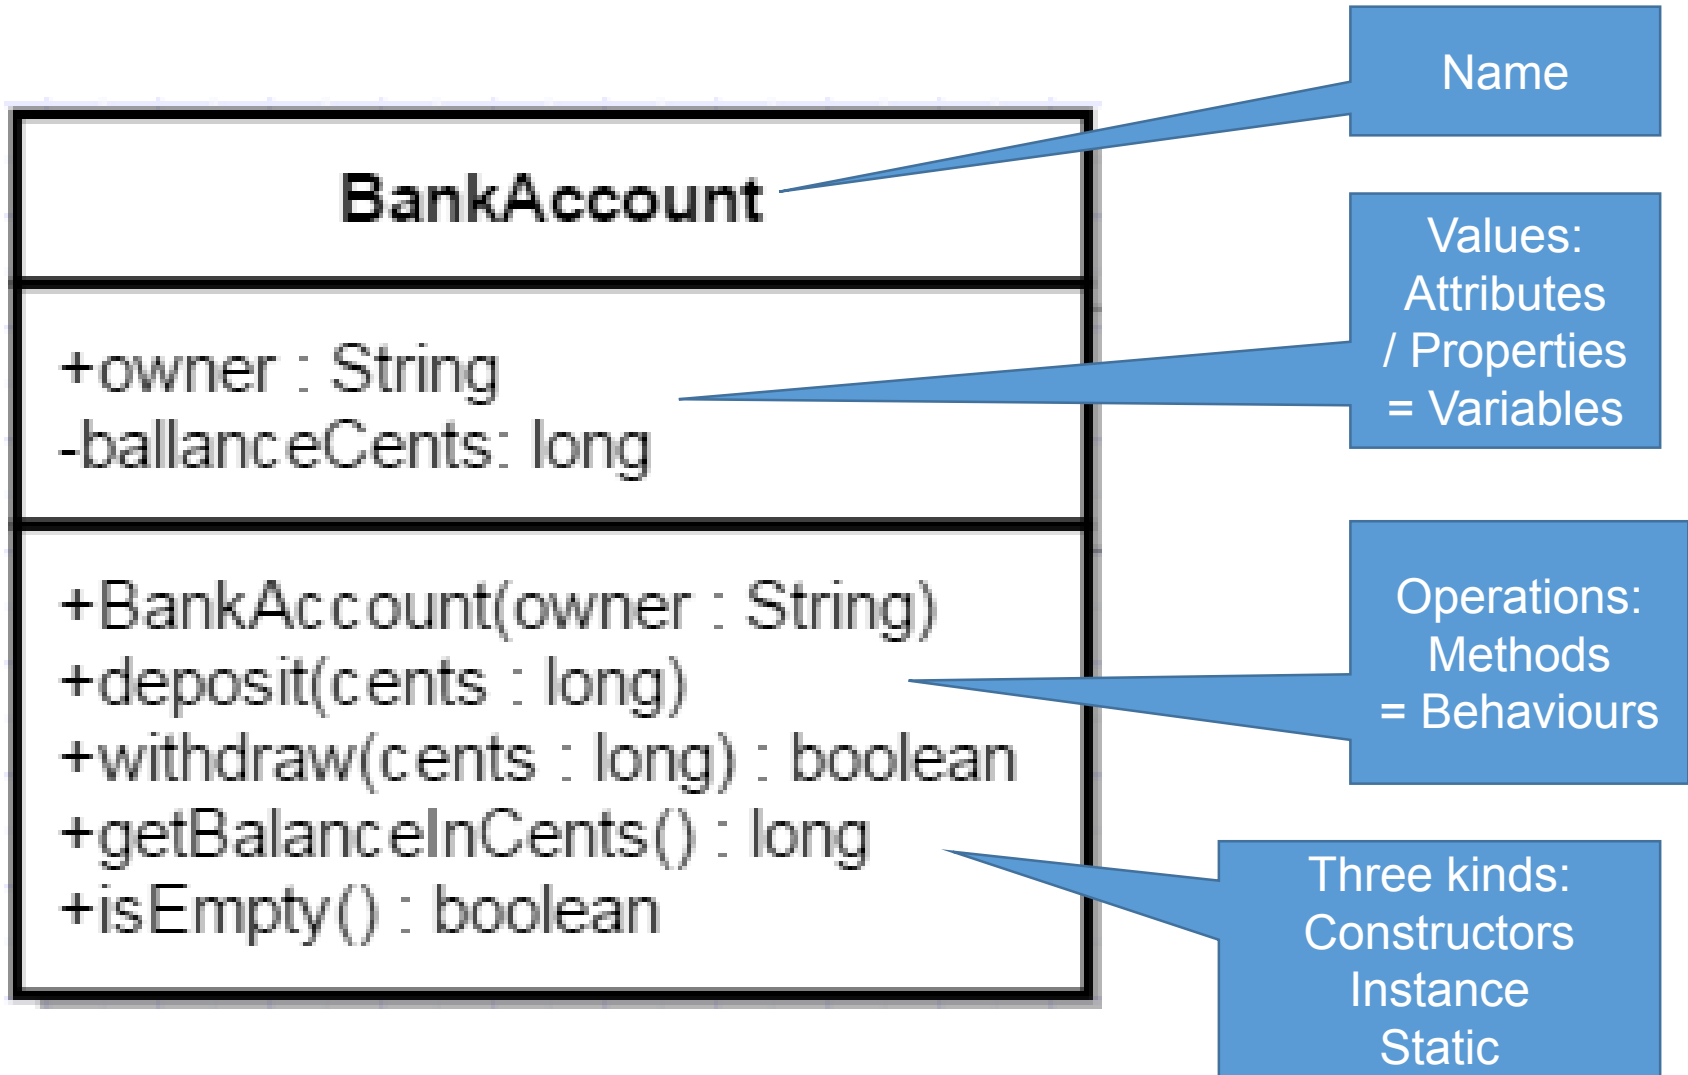 Name
BankAccount
Values:
Attributes
/ Properties
= Variables
+owner : String
-ballanceCents: long
Operations:
Methods
= Behaviours
+BankAccount(owner : String)
+deposit(cents : long)
+withdraw(cents : long) : boolean
+getBalanceInCents() : long
+isEmpty() : boolean
Three kinds:
Constructors
Instance
Static